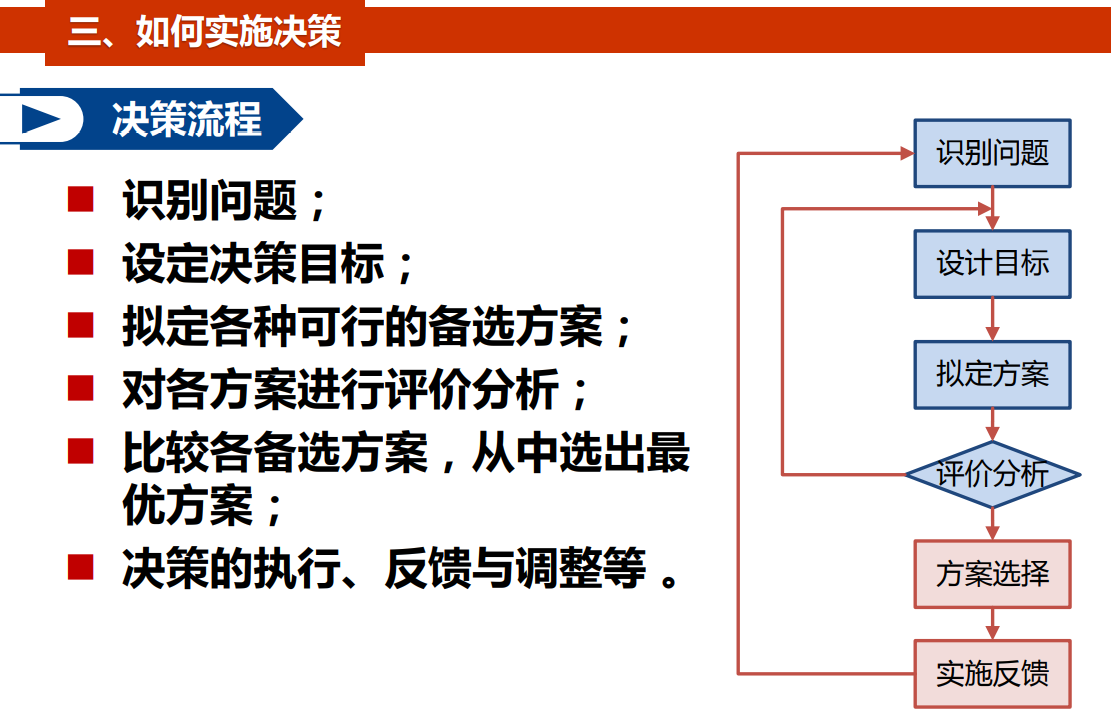 三、如何实施决策
决策流程
识别问题；
设定决策目标；
拟定各种可行的备选方案；
对各方案进行评价分析；
比较各备选方案，从中选出最
优方案；
决策的执行、反馈与调整等 。
识别问题
设计目标
拟定方案
评价分析
方案选择
实施反馈